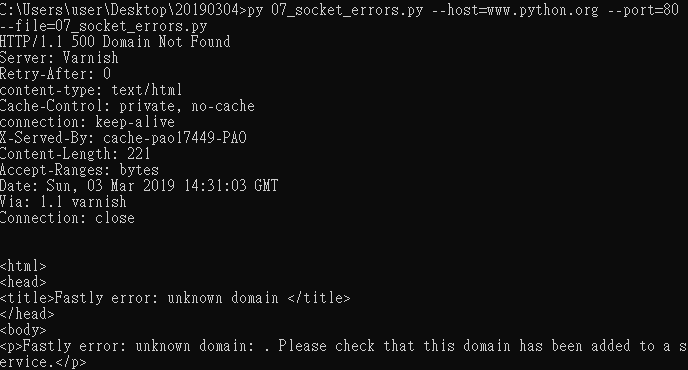 C:\Users\user\Desktop\20190304>py 07_socket_errors.py --host=www.python.org --port=80
--file=07_socket_errors.py
HTTP/1.1 500 Domain Not Found
Server: Varnish
Retry-After: 0
content-type: text/html
Cache-Control: private, no-cache
connection: keep-alive
X-Served-By: cache-pao17449-PAO
Content-Length: 221
Accept-Ranges: bytes
Date: Sun, 03 Mar 2019 14:31:03 GMT
Via: 1.1 varnish
Connection: close
<html>
<head>
<title>Fastly error: unknown domain </title>
</head>
<body>
<p>Fastly error: unknown domain: . Please check that this domain has been added to a s
ervice.</p>